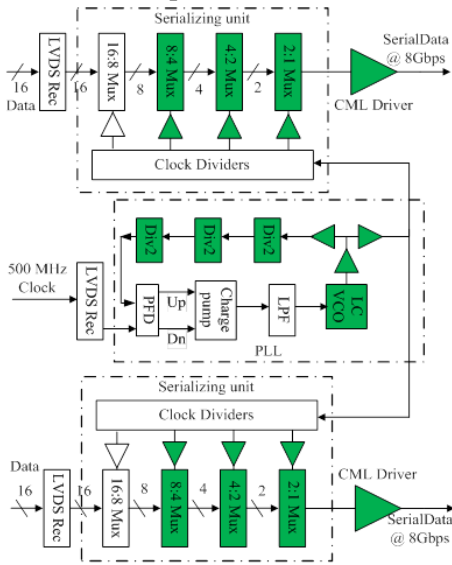 Serializing unit
16
Data
LVDS Rec
16
16:8 Mux
8
8:4 Mux
4
4:2 Mux
2
2:1 Mux
SerialData
@ 8Gbps
CML Driver
Clock Dividers
Div2
Div2
Div2
500 MHz
Clock
LVDS Rec
PFD
Up
Dn
Charge
pump
LPF
LC
VCO
PLL
Serializing unit
Clock Dividers
Data
16
LVDS Rec
16
16:8 Mux
8
8:4 Mux
4
4:2 Mux
2
2:1 Mux
CML Driver
SerialData
@ 8Gbps